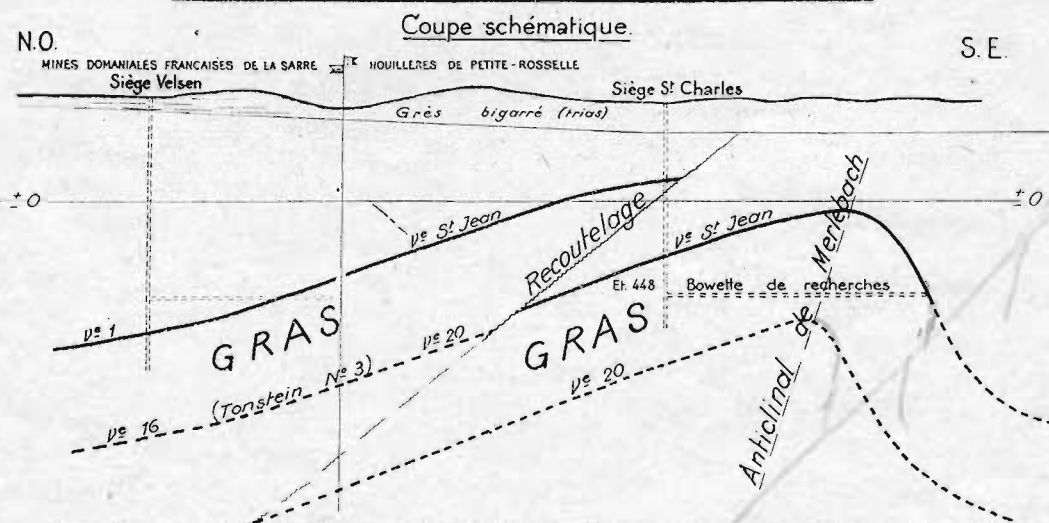 Coupe schématique.
N.O.
S.E.
MINES DOMANIALES FRANÇAISES DE LA SARRE
HOUILLERES DE PETITE-ROSSELLE
Siège Velsen
Siège St Charles
Grès bigarré (trias)
± 0
± 0
Ve St Jean
Recoutelage
Ve St Jean
Anticlinal de Merlebach
Et. 448
Bowette de recherches
Ve 1
GRAS
Ve 20
GRAS
Ve 20
Ve 16
(Tonstein No 3)